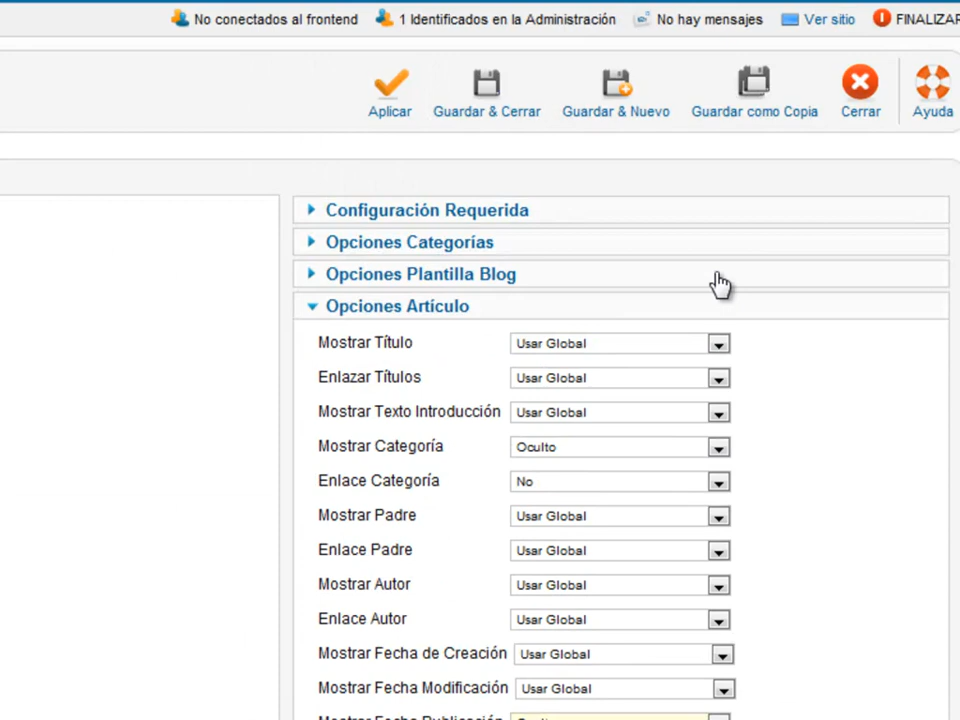 No conectados al frontend 1 Identificados en la Administración No hay mensajes Ver sitio FINALIZAR
Aplicar Guardar & Cerrar Guardar & Nuevo Guardar como Copia Cerrar Ayuda
Configuración Requerida
Opciones Categorías
Opciones Plantilla Blog
Opciones Artículo
Mostrar Título Usar Global
Enlazar Títulos Usar Global
Mostrar Texto Introducción Usar Global
Mostrar Categoría Oculto
Enlace Categoría No
Mostrar Padre Usar Global
Enlace Padre Usar Global
Mostrar Autor Usar Global
Enlace Autor Usar Global
Mostrar Fecha de Creación Usar Global
Mostrar Fecha Modificación Usar Global
Mostrar Fecha Publicación Oculto